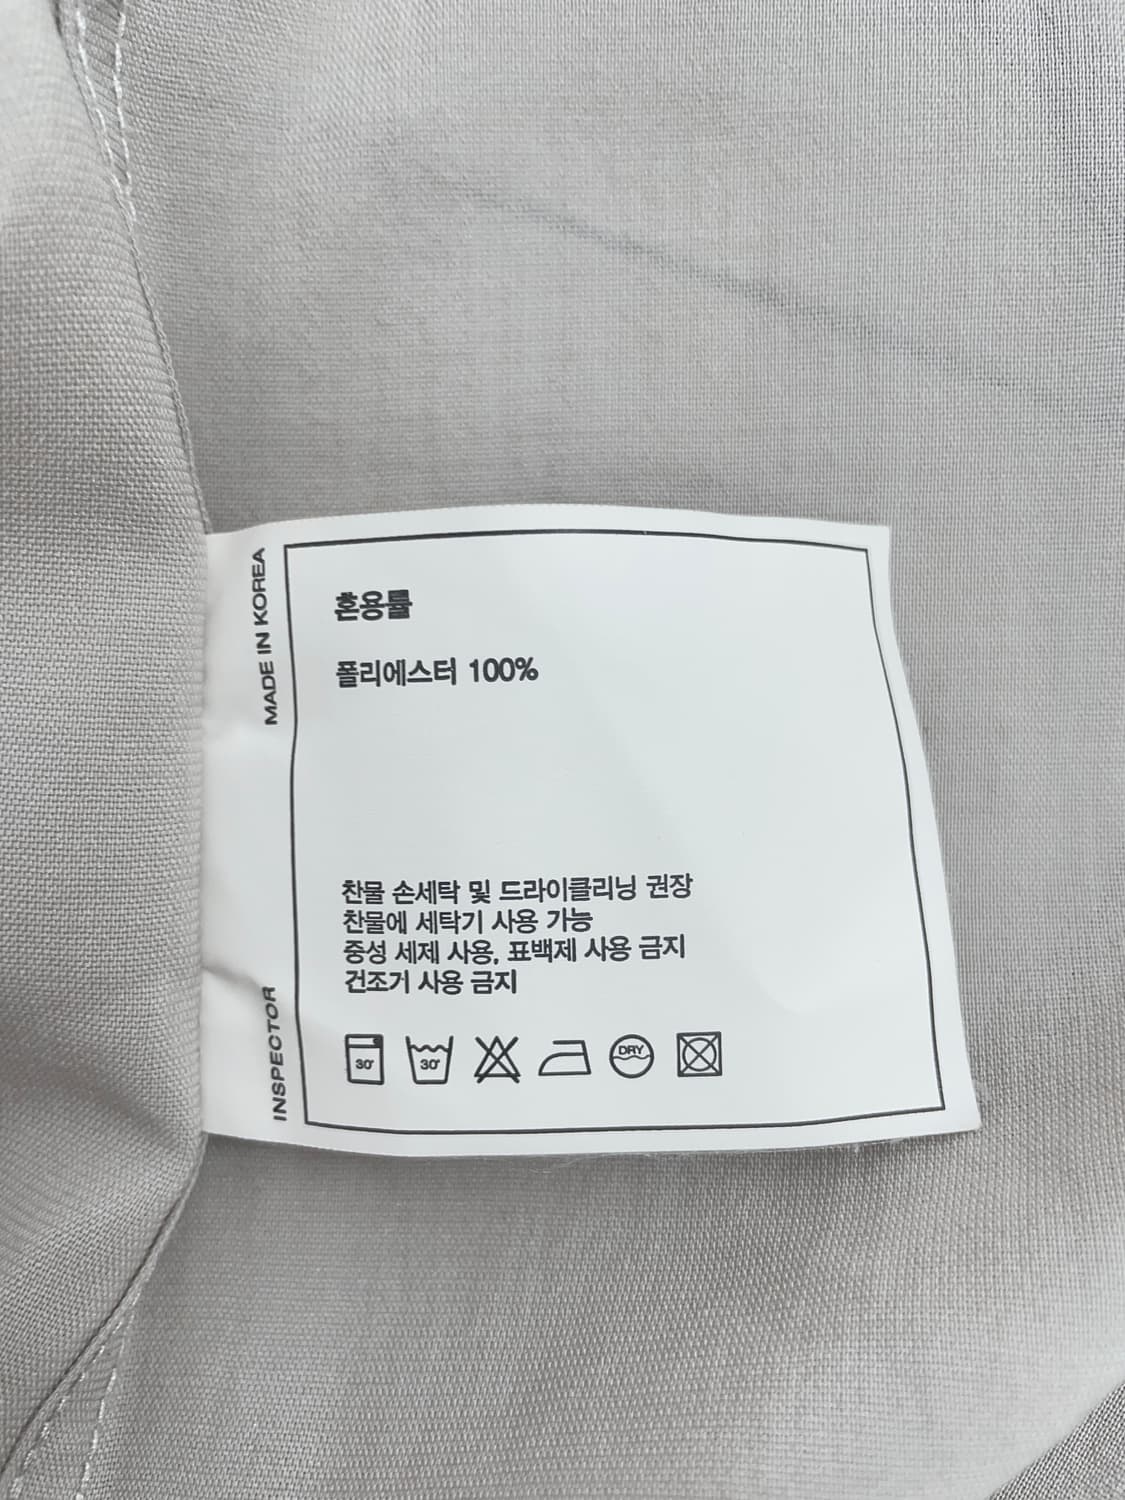 MADE IN KOREA
INSPECTOR
혼용률
폴리에스터 100%
찬물 손세탁 및 드라이클리닝 권장
찬물에 세탁기 사용 가능
중성 세제 사용, 표백제 사용 금지
건조기 사용 금지
30° 30° DRY